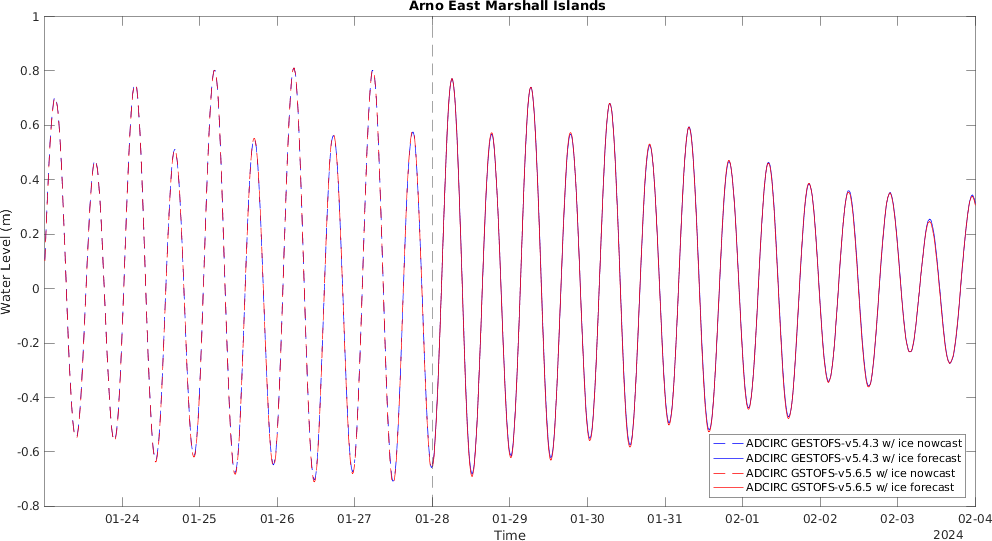 Arno East Marshall Islands
1
0.8
0.6
0.4
0.2
0
-0.2
-0.4
-0.6
-0.8
Water Level (m)
ADCIRC GESTOFS-v5.4.3 w/ ice nowcast
ADCIRC GESTOFS-v5.4.3 w/ ice forecast
ADCIRC GSTOFS-v5.6.5 w/ ice nowcast
ADCIRC GSTOFS-v5.6.5 w/ ice forecast
01-24 01-25 01-26 01-27 01-28 01-29 01-30 01-31 02-01 02-02 02-03 02-04
Time
2024